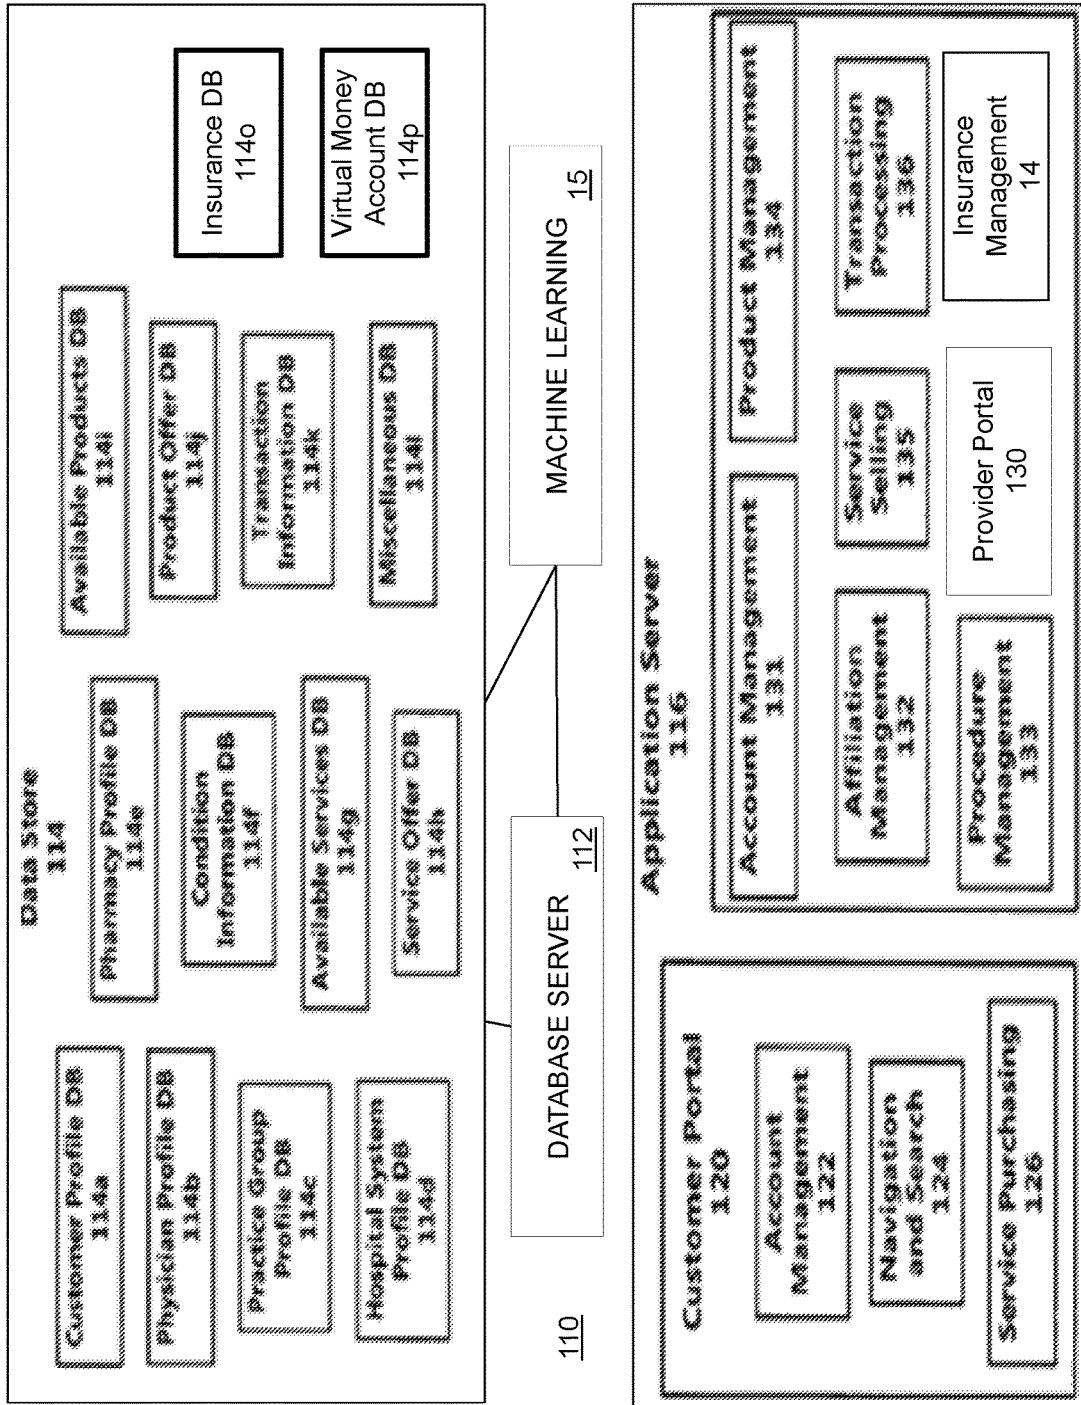 Data Store
114
Customer Profile DB
114a
Physician Profile DB
114b
Practice Group
Profile DB
114c
Hospital System
Profile DB
114d
Pharmacy Profile DB
114e
Condition
Information DB
114f
Available Services DB
114g
Service Offer DB
114h
Available Products DB
114i
Product Offer DB
114j
Transaction
Information DB
114k
Miscellaneous DB
114l
Insurance DB
114o
Virtual Money
Account DB
114p
110
DATABASE SERVER
112
MACHINE LEARNING
15
Application Server
116
Customer Portal
120
Account
Management
122
Navigation
and Search
124
Service Purchasing
126
Account Management
131
Product Management
134
Affiliation
Management
132
Service
Selling
135
Transaction
Processing
136
Procedure
Management
133
Provider Portal
130
Insurance
Management
14